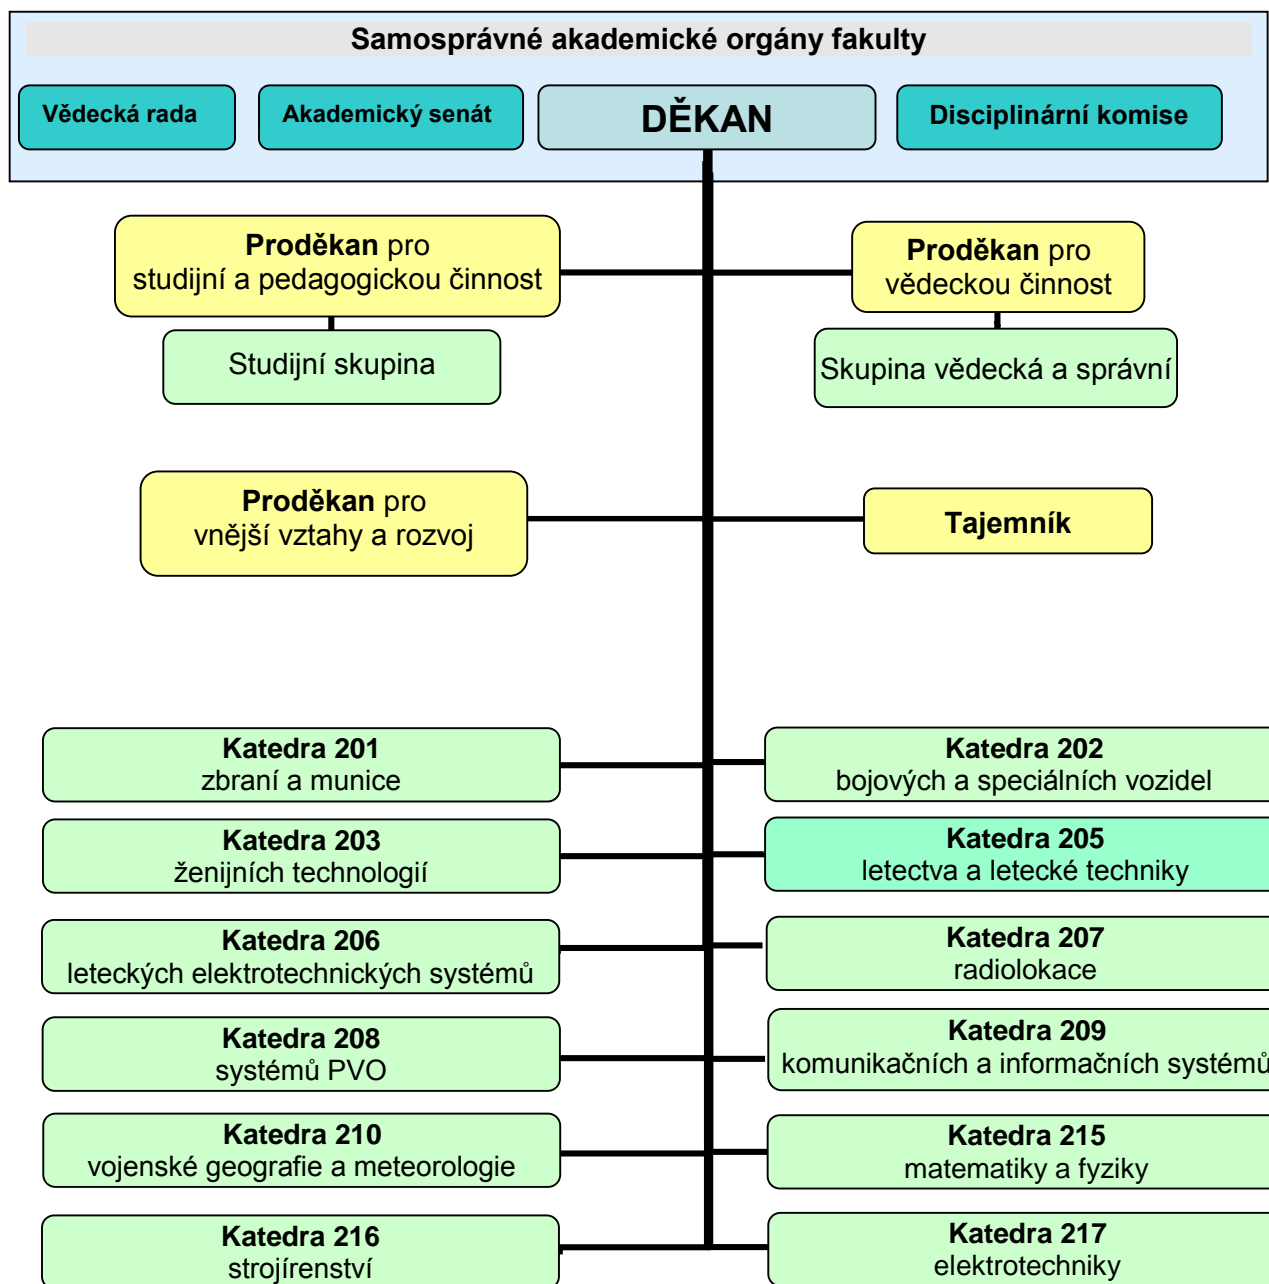 Samosprávné akademické orgány fakulty
Vědecká rada
Akademický senát
DĚKAN
Disciplinární komise
Proděkan pro
studijní a pedagogickou činnost
Proděkan pro
vědeckou činnost
Studijní skupina
Skupina vědecká a správní
Proděkan pro
vnější vztahy a rozvoj
Tajemník
Katedra 201
zbraní a munice
Katedra 202
bojových a speciálních vozidel
Katedra 203
ženijních technologií
Katedra 205
letectva a letecké techniky
Katedra 206
leteckých elektrotechnických systémů
Katedra 207
radiolokace
Katedra 208
systémů PVO
Katedra 209
komunikačních a informačních systémů
Katedra 210
vojenské geografie a meteorologie
Katedra 215
matematiky a fyziky
Katedra 216
strojírenství
Katedra 217
elektrotechniky